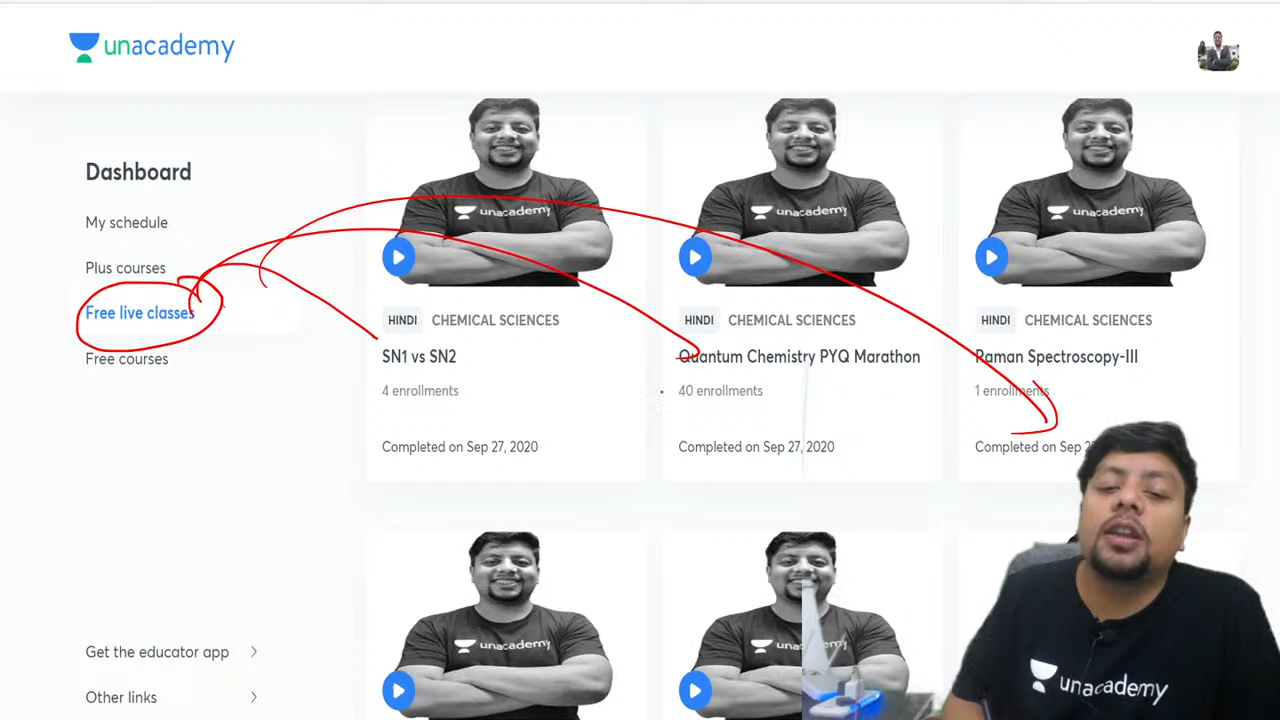 unacademy
Dashboard
My schedule
Plus courses
Free live classes
Free courses
Get the educator app
Other links
unacademy
HINDI CHEMICAL SCIENCES
SN1 vs SN2
4 enrollments
Completed on Sep 27, 2020
unacademy
HINDI CHEMICAL SCIENCES
Quantum Chemistry PYQ Marathon
40 enrollments
Completed on Sep 27, 2020
unacademy
HINDI CHEMICAL SCIENCES
Raman Spectroscopy-III
1 enrollments
Completed on Sep
unacademy
unacademy
unacademy